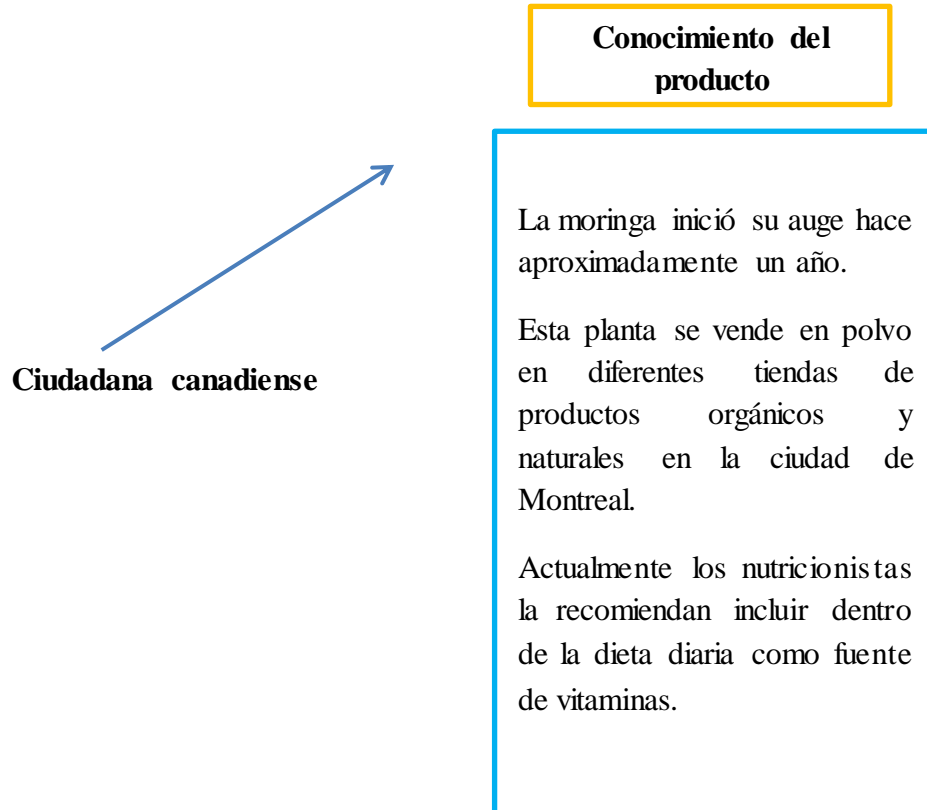 Conocimiento del
producto
La moringa inició su auge hace
aproximadamente un año.
Esta planta se vende en polvo
en diferentes tiendas de
productos orgánicos y
naturales en la ciudad de
Montreal.
Actualmente los nutricionistas
la recomiendan incluir dentro
de la dieta diaria como fuente
de vitaminas.
Ciudadana canadiense